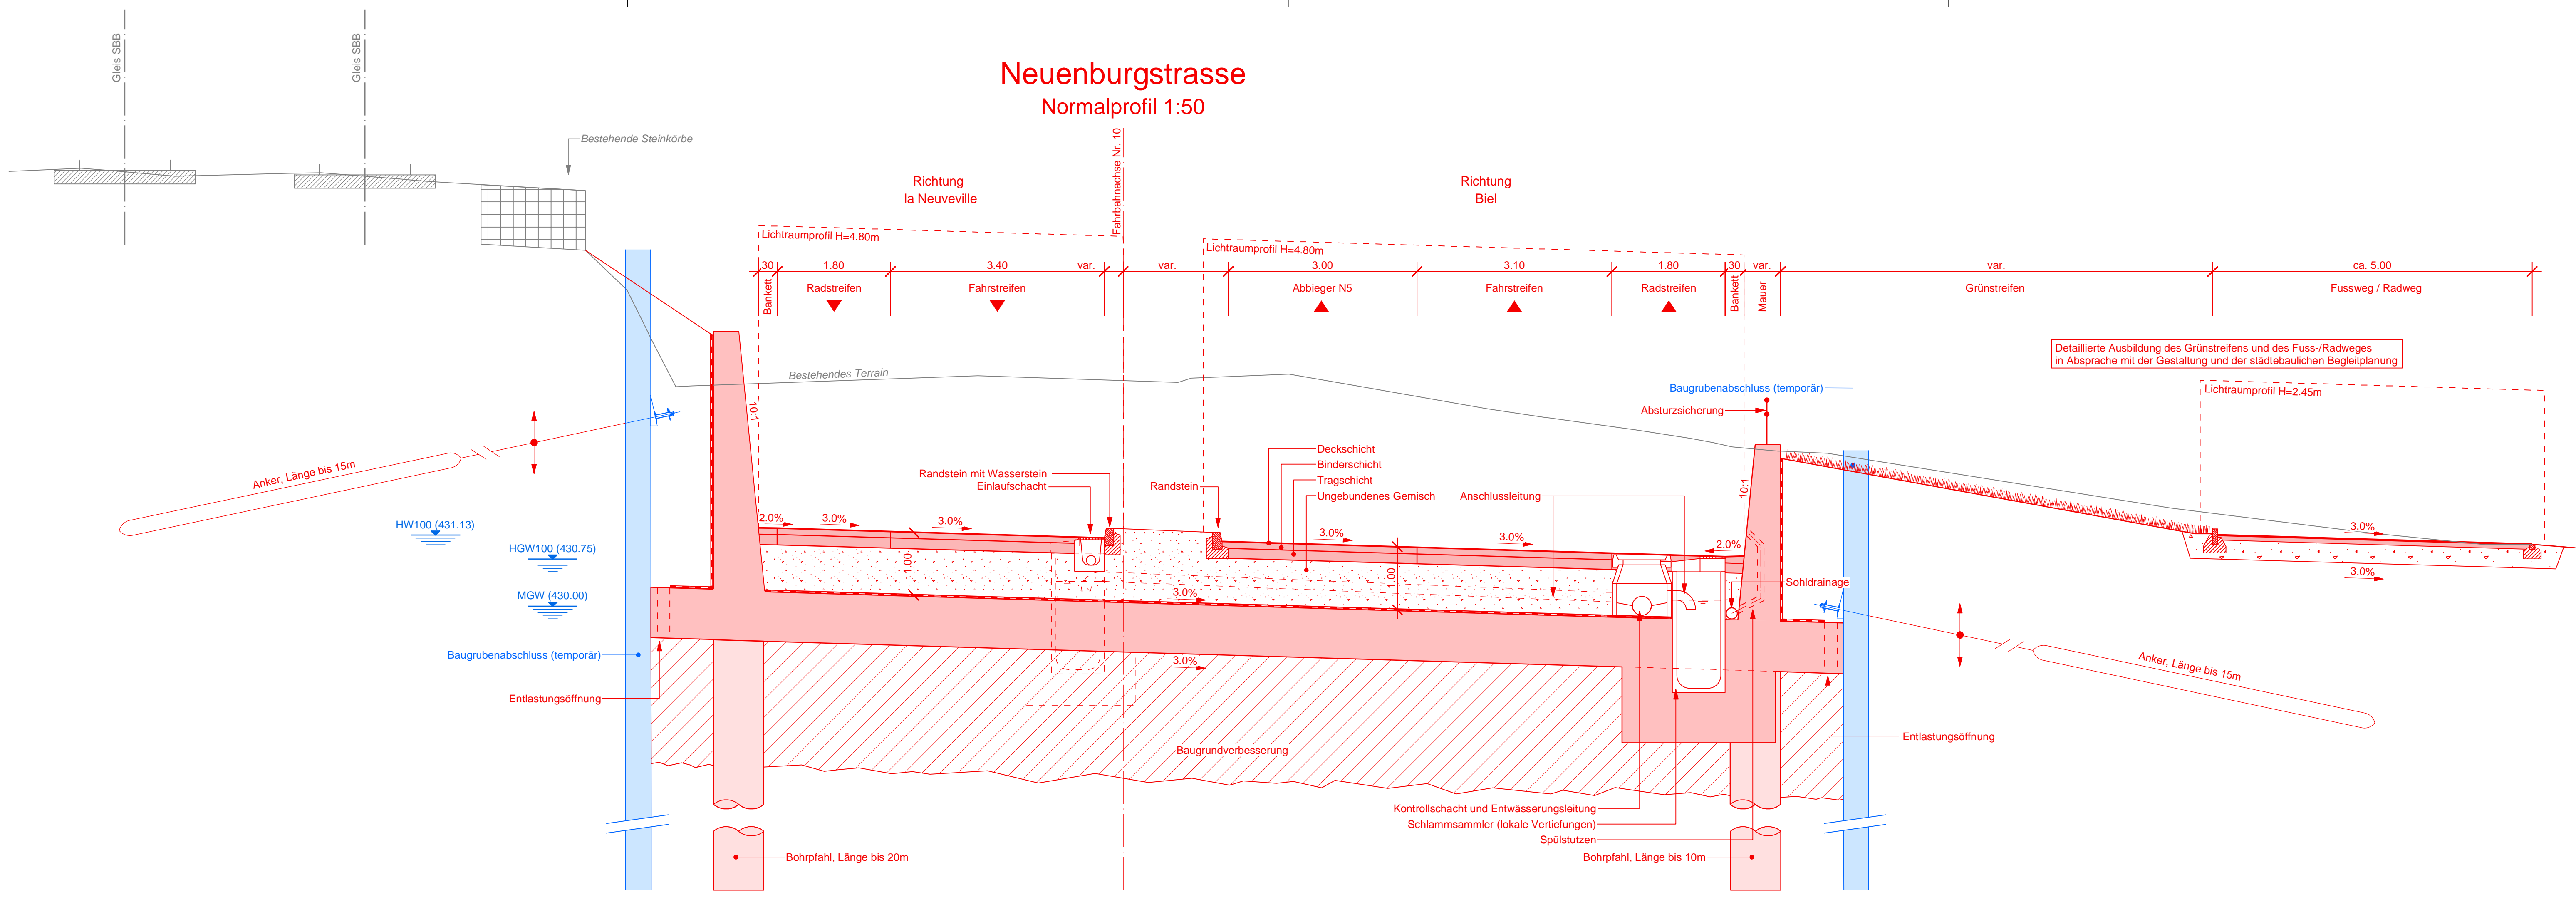 Gleis SBB
Gleis SBB
Neuenburgstrasse
Normalprofil 1:50
Bestehende Steinkörbe
Fahrbahnachse Nr. 10
Richtung
la Neuveville
Richtung
Biel
Lichtraumprofil H=4.80m
Lichtraumprofil H=4.80m
30
1.80
3.40
var.
var.
3.00
3.10
1.80
30
var.
var.
ca. 5.00
Bankett
Radstreifen
Fahrstreifen
Abbieger N5
Fahrstreifen
Radstreifen
Bankett
Mauer
Grünstreifen
Fussweg / Radweg
Detaillierte Ausbildung des Grünstreifens und des Fuss-/Radweges
in Absprache mit der Gestaltung und der städtebaulichen Begleitplanung
Bestehendes Terrain
Baugrubenabschluss (temporär)
Lichtraumprofil H=2.45m
10:1
Absturzsicherung
Anker, Länge bis 15m
Randstein mit Wasserstein
Einlaufschacht
Randstein
Deckschicht
Binderschicht
Tragschicht
Ungebundenes Gemisch
Anschlussleitung
10:1
HW100 (431.13)
HGW100 (430.75)
MGW (430.00)
2.0%
3.0%
3.0%
3.0%
3.0%
2.0%
3.0%
1.00
1.00
3.0%
3.0%
Sohldrainage
Baugrubenabschluss (temporär)
3.0%
Anker, Länge bis 15m
Entlastungsöffnung
Entlastungsöffnung
Baugrundverbesserung
Kontrollschacht und Entwässerungsleitung
Schlammsammler (lokale Vertiefungen)
Spülstutzen
Bohrpfahl, Länge bis 20m
Bohrpfahl, Länge bis 10m